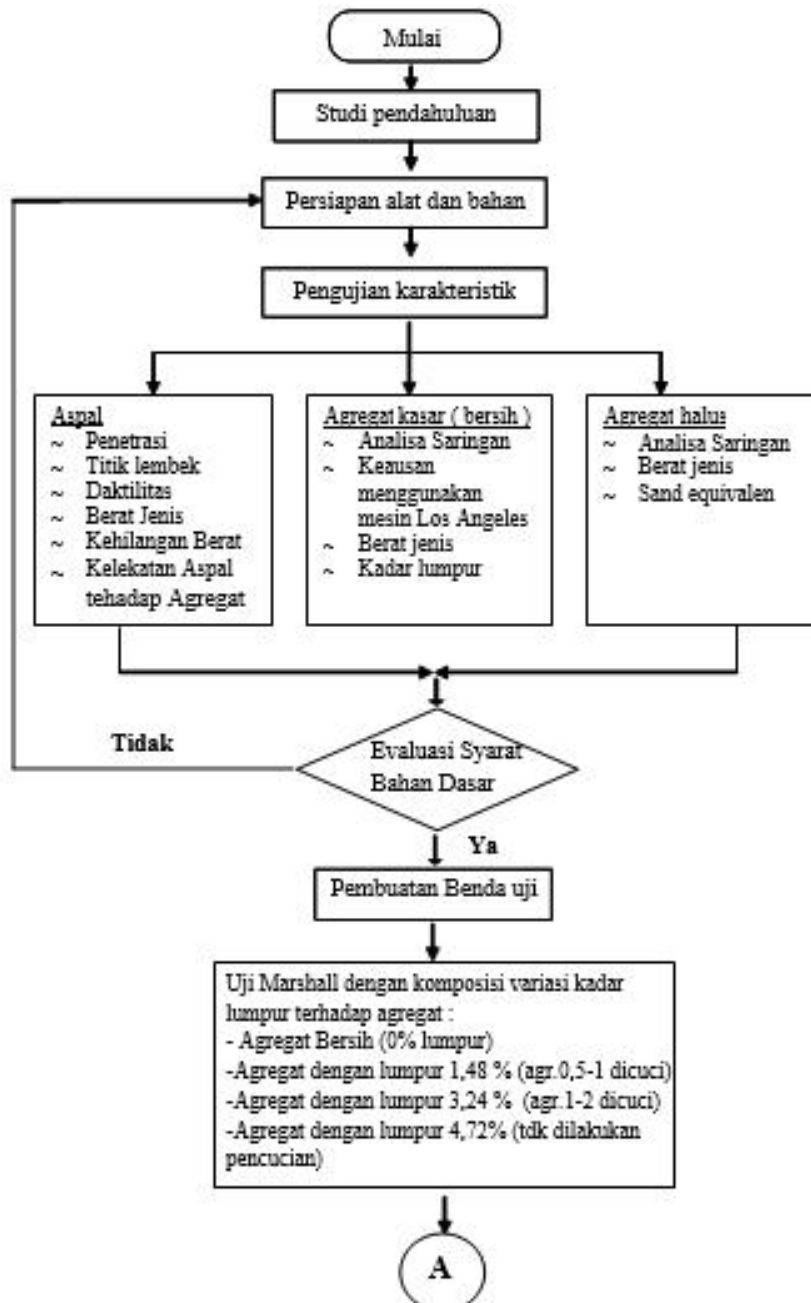 Mulai
Studi pendahuluan
Persiapan alat dan bahan
Pengujian karakteristik
Aspal
~ Penetrasi
~ Titik lembek
~ Daktilitas
~ Berat Jenis
~ Kehilangan Berat
~ Kelekatan Aspal
tehadap Agregat
Agregat kasar ( bersih )
~ Analisa Saringan
~ Keausan
menggunakan
mesin Los Angeles
~ Berat jenis
~ Kadar lumpur
Agregat halus
~ Analisa Saringan
~ Berat jenis
~ Sand equivalen
Tidak
Evaluasi Syarat
Bahan Dasar
Ya
Pembuatan Benda uji
Uji Marshall dengan komposisi variasi kadar
lumpur terhadap agregat :
- Agregat Bersih (0% lumpur)
-Agregat dengan lumpur 1,48 % (agr.0,5-1 dicuci)
-Agregat dengan lumpur 3,24 % (agr.1-2 dicuci)
-Agregat dengan lumpur 4,72% (tdk dilakukan
pencucian)
A